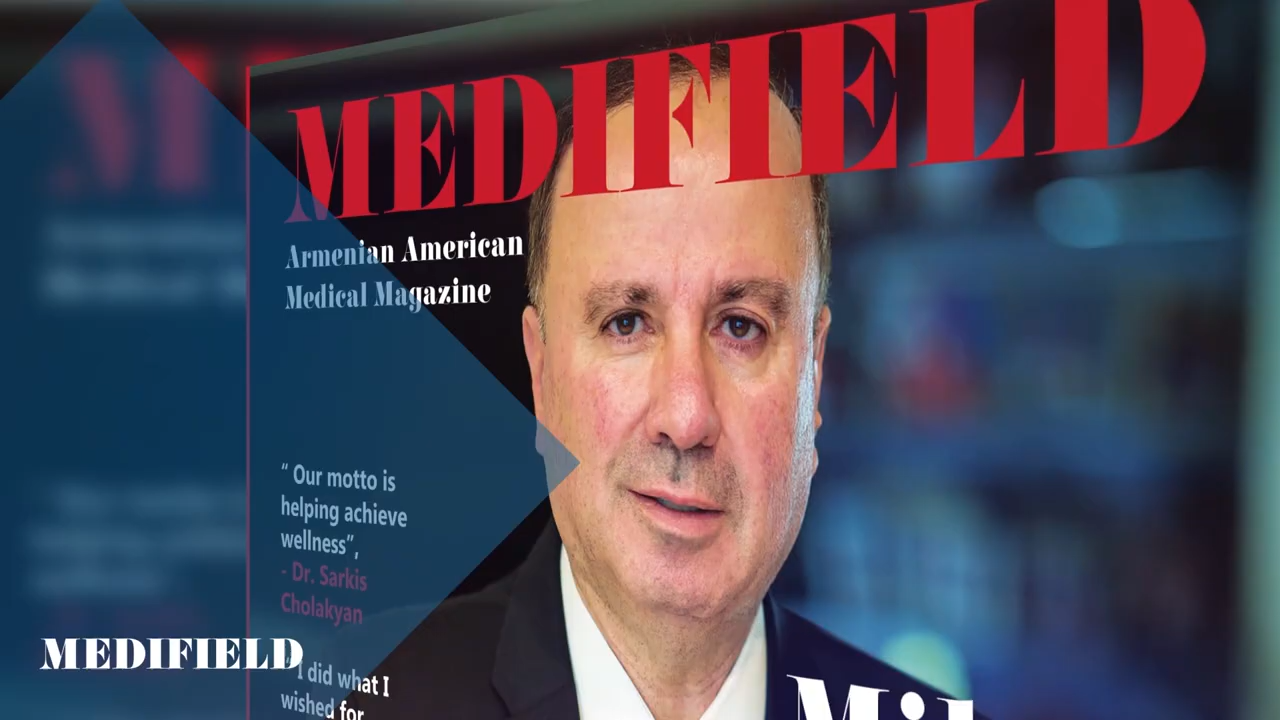 MEDIFIELD
Armenian American
Medical Magazine
“ Our motto is
helping achieve
wellness”,
- Dr. Sarkis
Cholakyan
“ I did what I
wished for
MEDIFIELD